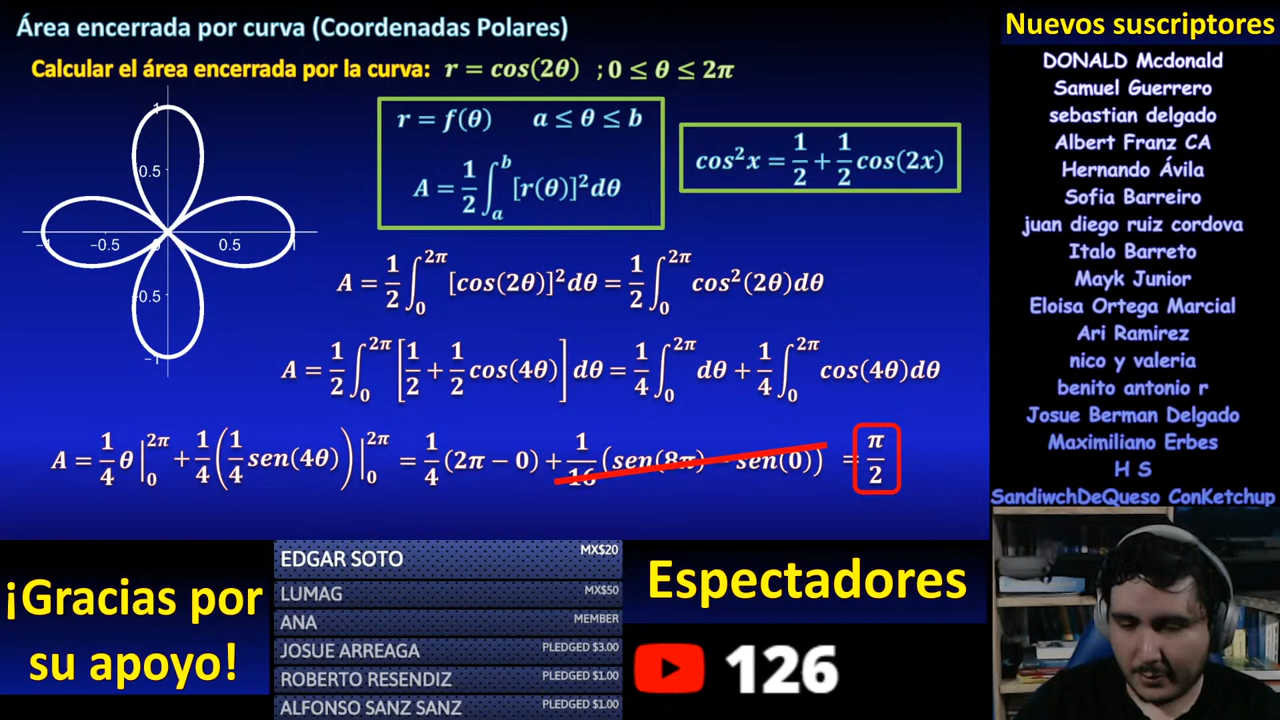 Área encerrada por curva (Coordenadas Polares)
Calcular el área encerrada por la curva: r = cos(2θ) ; 0 ≤ θ ≤ 2π
1
0.5
-1 -0.5 0 0.5 1
-0.5
-1
r = f(θ) a ≤ θ ≤ b
A = 1/2 ∫_a^b [r(θ)]² dθ
cos²x = 1/2 + 1/2 cos(2x)
A = 1/2 ∫_0^{2π} [cos(2θ)]² dθ = 1/2 ∫_0^{2π} cos²(2θ)dθ
A = 1/2 ∫_0^{2π} [1/2 + 1/2 cos(4θ)] dθ = 1/4 ∫_0^{2π} dθ + 1/4 ∫_0^{2π} cos(4θ)dθ
A = 1/4 θ |_0^{2π} + 1/4 (1/4 sen(4θ)) |_0^{2π} = 1/4 (2π − 0) + 1/16 (sen(8π) − sen(0)) = π/2
Nuevos suscriptores
DONALD Mcdonald
Samuel Guerrero
sebastian delgado
Albert Franz CA
Hernando Ávila
Sofia Barreiro
juan diego ruiz cordova
Italo Barreto
Mayk Junior
Eloisa Ortega Marcial
Ari Ramirez
nico y valeria
benito antonio r
Josue Berman Delgado
Maximiliano Erbes
H S
SandiwchDeQueso ConKetchup
¡Gracias por
su apoyo!
EDGAR SOTO MX$20
LUMAG MX$50
ANA MEMBER
JOSUE ARREAGA PLEDGED $3.00
ROBERTO RESENDIZ PLEDGED $1.00
ALFONSO SANZ SANZ PLEDGED $1.00
Espectadores
126